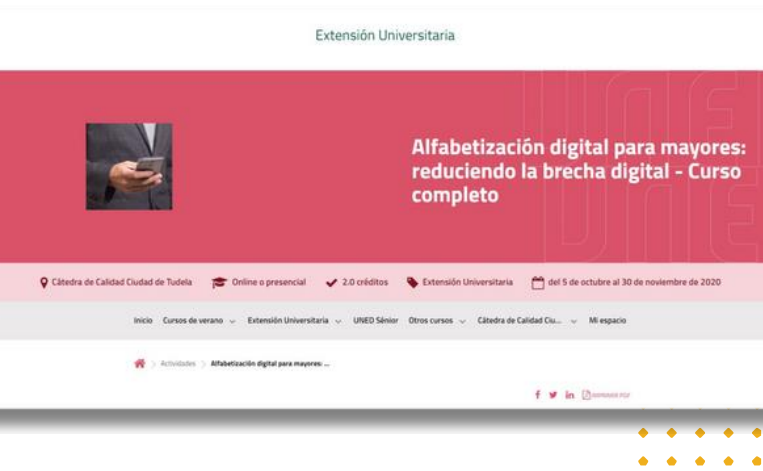 Extensión Universitaria
Alfabetización digital para mayores:
reduciendo la brecha digital - Curso
completo
Cátedra de Calidad Ciudad de Tudela Online o presencial 2.0 créditos Extensión Universitaria del 5 de octubre al 30 de noviembre de 2020
Inicio Cursos de verano Extensión Universitaria UNED Sénior Otros cursos Cátedra de Calidad Ciu... Mi espacio
Actividades Alfabetización digital para mayores: ...
IMPRIMIR PDF